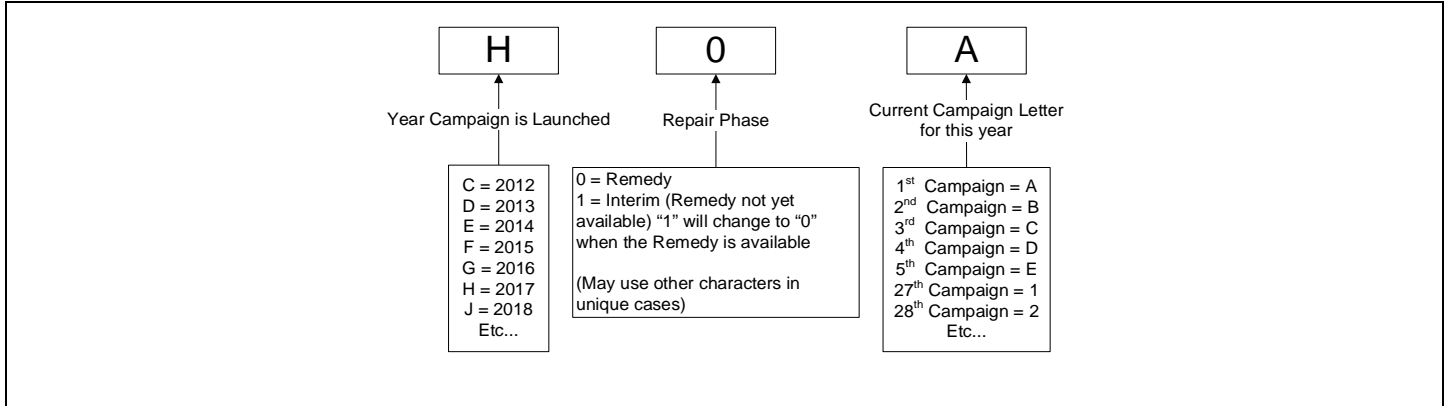 H
0
A
Year Campaign is Launched
Repair Phase
Current Campaign Letter
for this year
C = 2012
D = 2013
E = 2014
F = 2015
G = 2016
H = 2017
J = 2018
Etc...
0 = Remedy
1 = Interim (Remedy not yet
available) “1” will change to “0”
when the Remedy is available
(May use other characters in
unique cases)
1st Campaign = A
2nd Campaign = B
3rd Campaign = C
4th Campaign = D
5th Campaign = E
27th Campaign = 1
28th Campaign = 2
Etc...